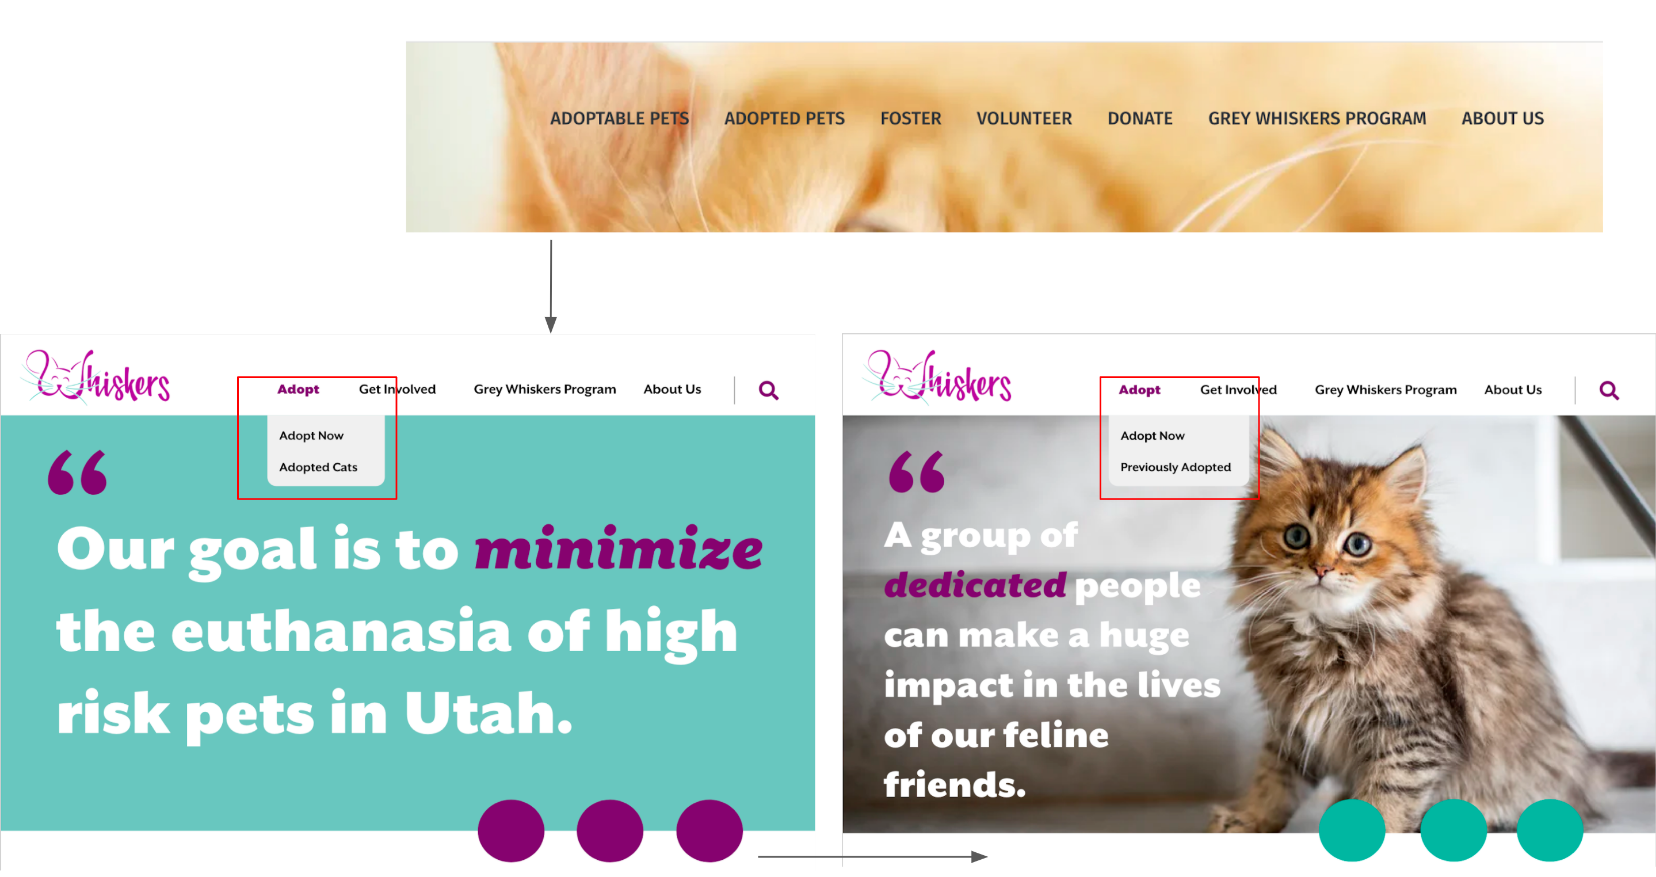 ADOPTABLE PETS ADOPTED PETS FOSTER VOLUNTEER DONATE GREY WHISKERS PROGRAM ABOUT US
Whiskers Adopt Get Involved Grey Whiskers Program About Us
Adopt Now
Adopted Cats
“
Our goal is to minimize
the euthanasia of high
risk pets in Utah.
Whiskers Adopt Get Involved Grey Whiskers Program About Us
Adopt Now
Previously Adopted
“
A group of
dedicated people
can make a huge
impact in the lives
of our feline
friends.